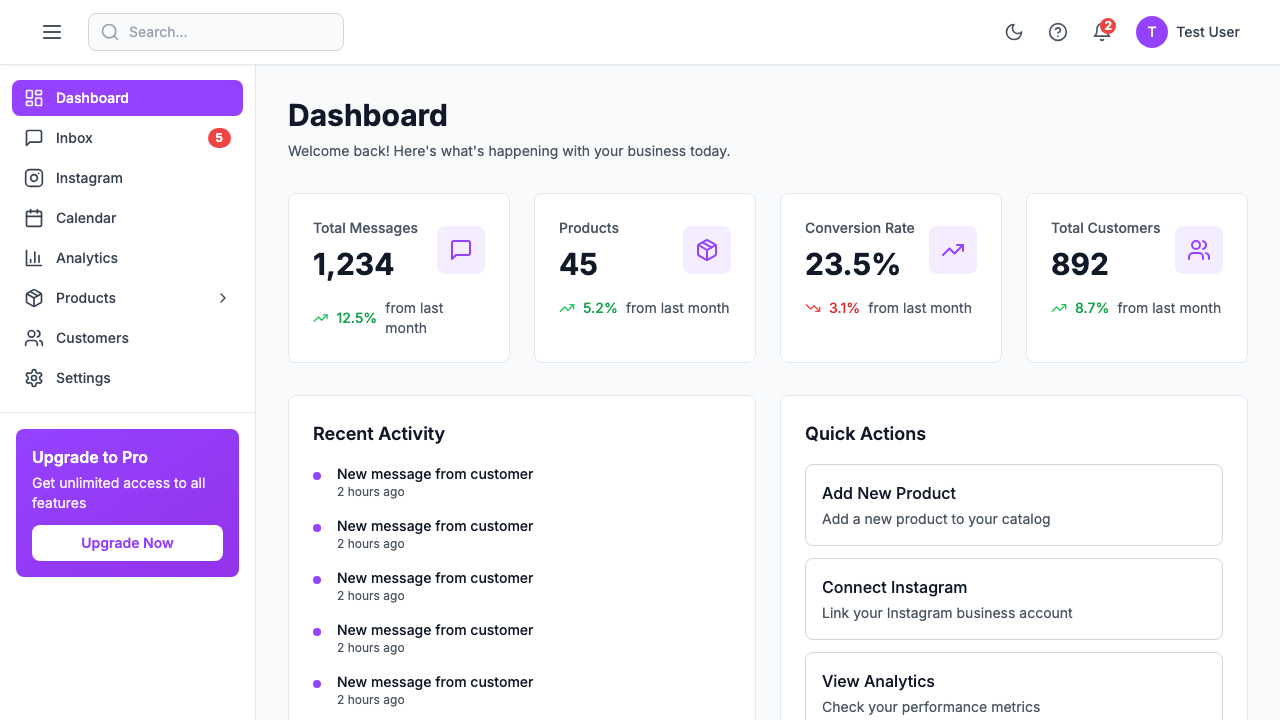 Search...
2
T
Test User
Dashboard
Inbox
5
Instagram
Calendar
Analytics
Products
Customers
Settings
Upgrade to Pro
Get unlimited access to all
features
Upgrade Now
Dashboard
Welcome back! Here's what's happening with your business today.
Total Messages
1,234
12.5%
from last
month
Products
45
5.2% from last month
Conversion Rate
23.5%
3.1% from last month
Total Customers
892
8.7% from last month
Recent Activity
New message from customer
2 hours ago
New message from customer
2 hours ago
New message from customer
2 hours ago
New message from customer
2 hours ago
New message from customer
2 hours ago
Quick Actions
Add New Product
Add a new product to your catalog
Connect Instagram
Link your Instagram business account
View Analytics
Check your performance metrics